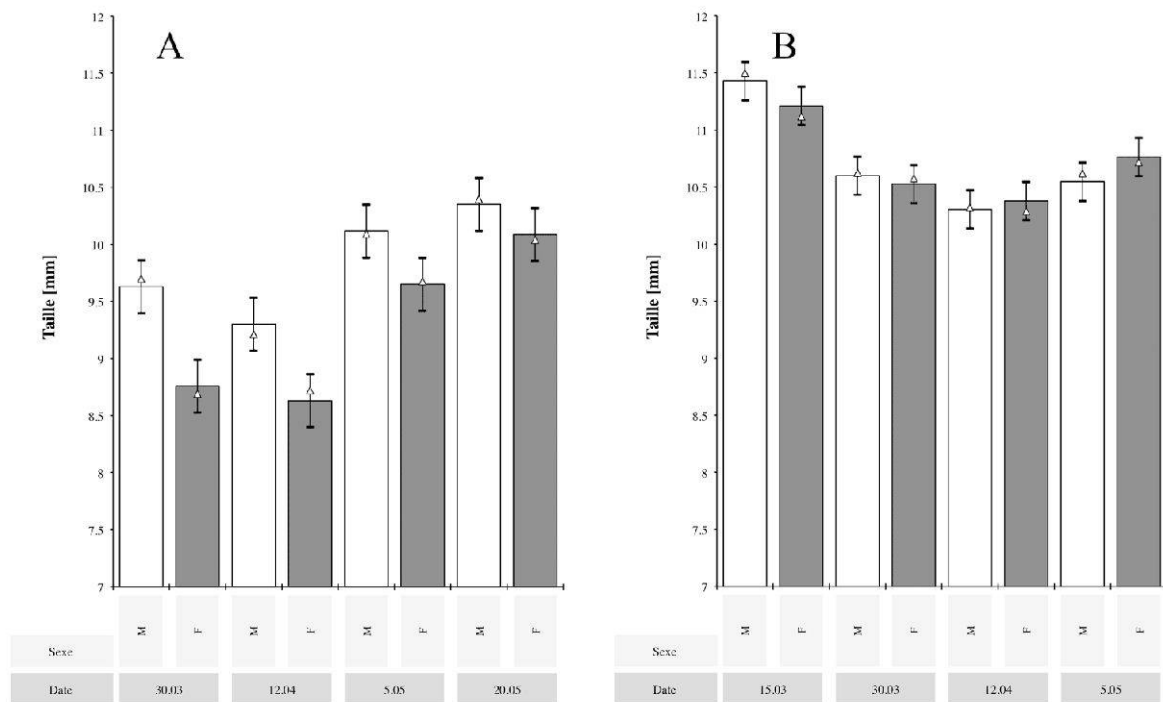 A
12
11.5
11
10.5
10
9.5
9
8.5
8
7.5
7
Taille [mm]
M F M F M F M F
Sexe
Date 30.03 12.04 5.05 20.05
B
12
11.5
11
10.5
10
9.5
9
8.5
8
7.5
7
Taille [mm]
M F M F M F M F
Sexe
Date 15.03 30.03 12.04 5.05